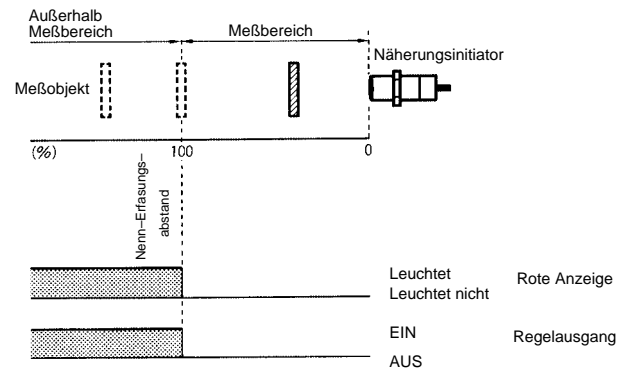 Außerhalb
Meßbereich
Meßbereich
Näherungsinitiator
Meßobjekt
(%)
100
0
Nenn–Erfasungs–
abstand
Leuchtet
Leuchtet nicht
Rote Anzeige
EIN
AUS
Regelausgang